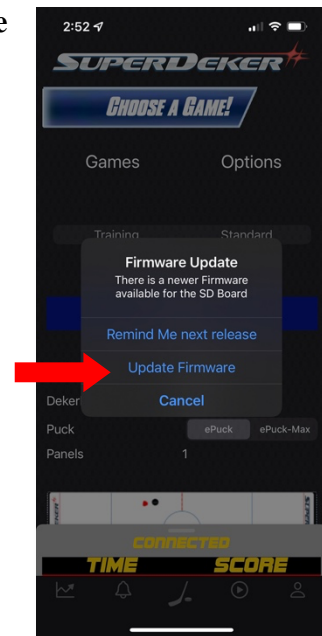 e
2:52
SUPERDEKER
CHOOSE A GAME!
Games Options
Training Standard
Firmware Update
There is a newer Firmware
available for the SD Board
Remind Me next release
Update Firmware
Cancel
Deker
Puck ePuck ePuck-Max
Panels 1
CONNECTED
TIME SCORE